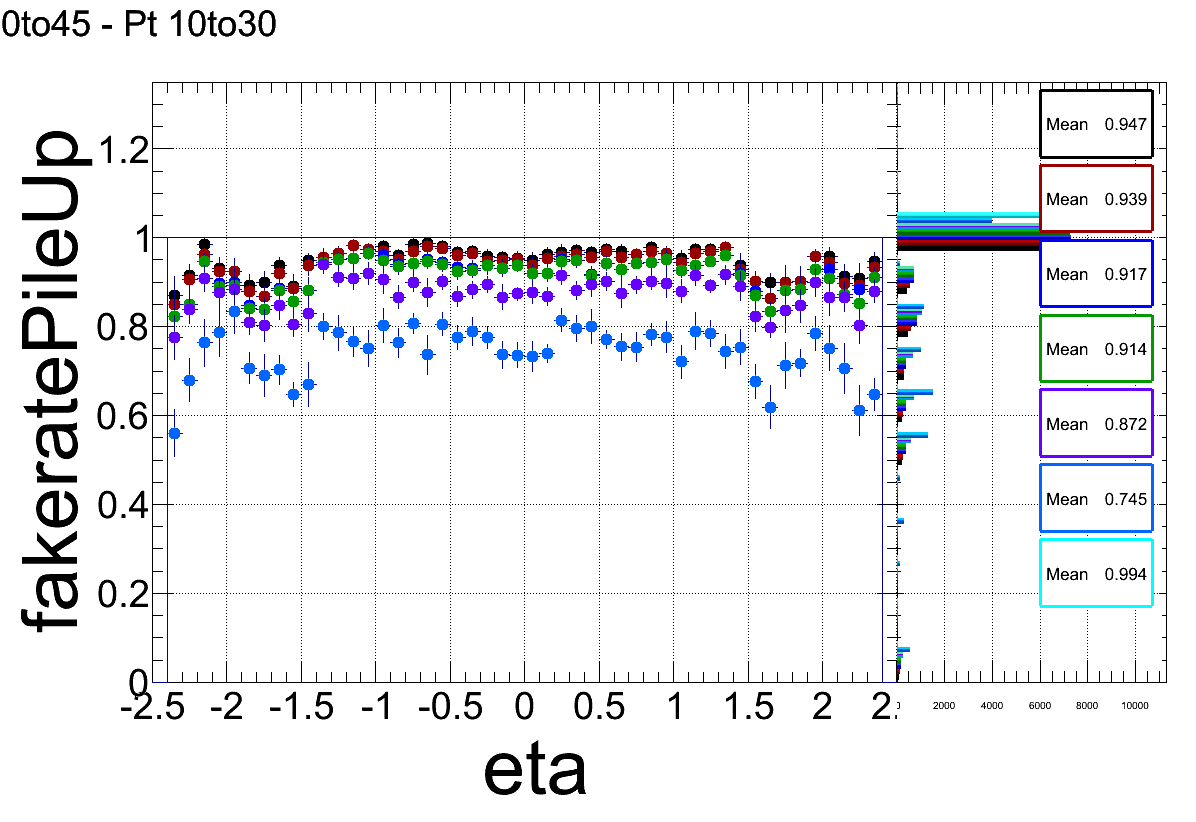 0to45 - Pt 10to30
fakeratePileUp
1.2
1
0.8
0.6
0.4
0.2
0
-2.5 -2 -1.5 -1 -0.5 0 0.5 1 1.5 2 2.
eta
2000 4000 6000 8000 10000
Mean 0.947
Mean 0.939
Mean 0.917
Mean 0.914
Mean 0.872
Mean 0.745
Mean 0.994